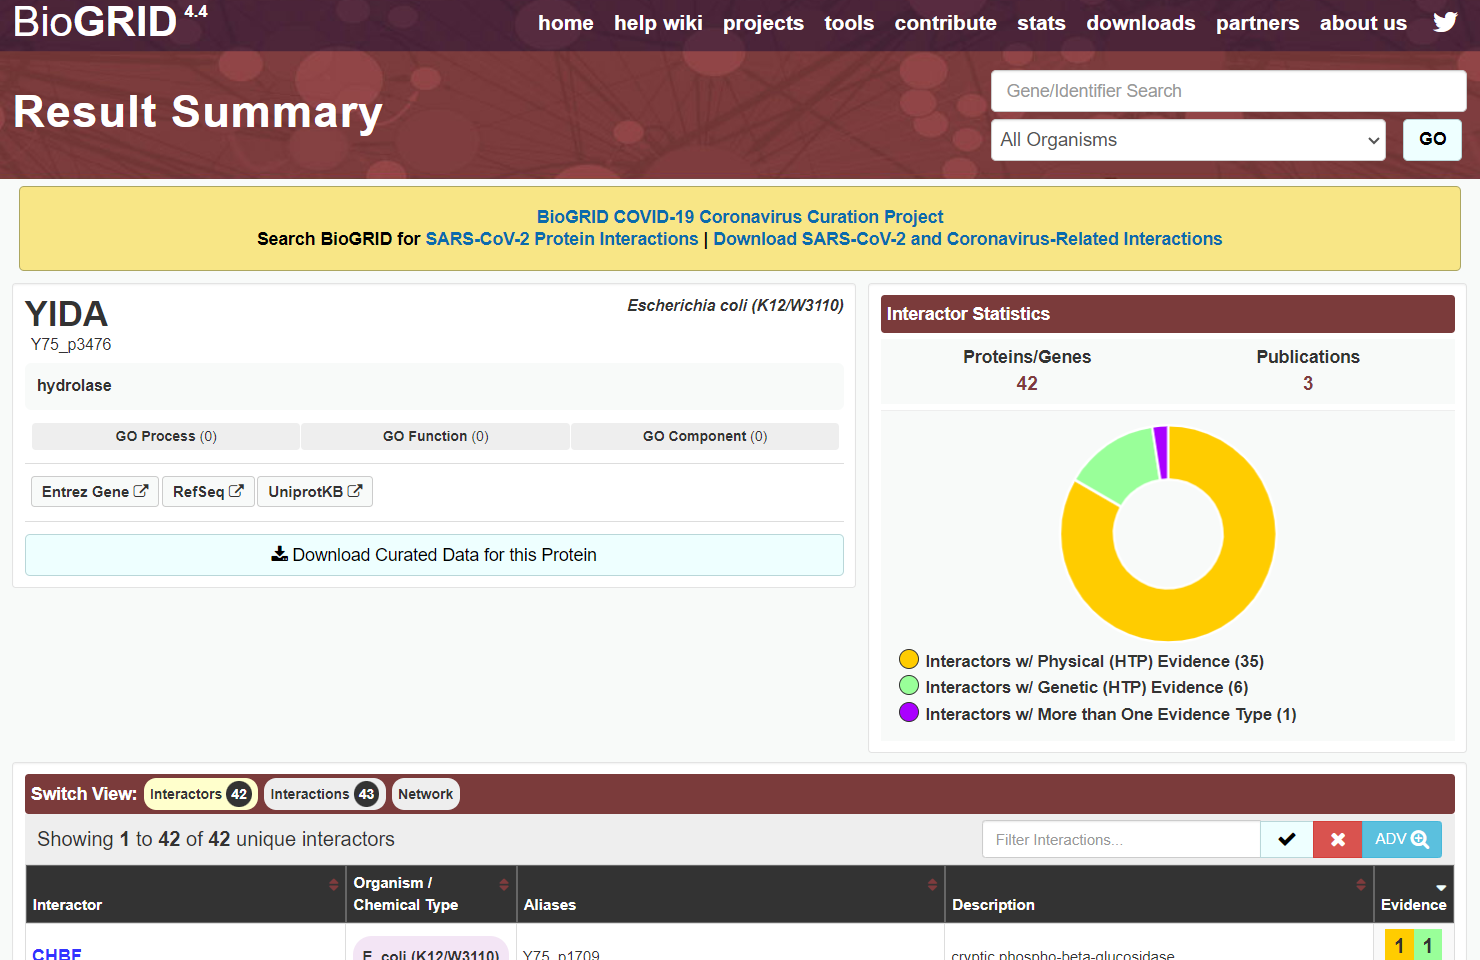 BioGRID 4.4
home help wiki projects tools contribute stats downloads partners about us
Result Summary
Gene/Identifier Search
All Organisms
GO
BioGRID COVID-19 Coronavirus Curation Project
Search BioGRID for SARS-CoV-2 Protein Interactions | Download SARS-CoV-2 and Coronavirus-Related Interactions
YIDA
Escherichia coli (K12/W3110)
Y75_p3476
hydrolase
GO Process (0)
GO Function (0)
GO Component (0)
Entrez Gene
RefSeq
UniprotKB
Download Curated Data for this Protein
Interactor Statistics
Proteins/Genes
42
Publications
3
Interactors w/ Physical (HTP) Evidence (35)
Interactors w/ Genetic (HTP) Evidence (6)
Interactors w/ More than One Evidence Type (1)
Switch View: Interactors 42 Interactions 43 Network
Showing 1 to 42 of 42 unique interactors
Filter Interactions...
ADV
Interactor
Organism /
Chemical Type
Aliases
Description
Evidence
CHBF
E. coli (K12/W3110)
Y75_p1709
cryptic phospho-beta-glucosidase
1 1